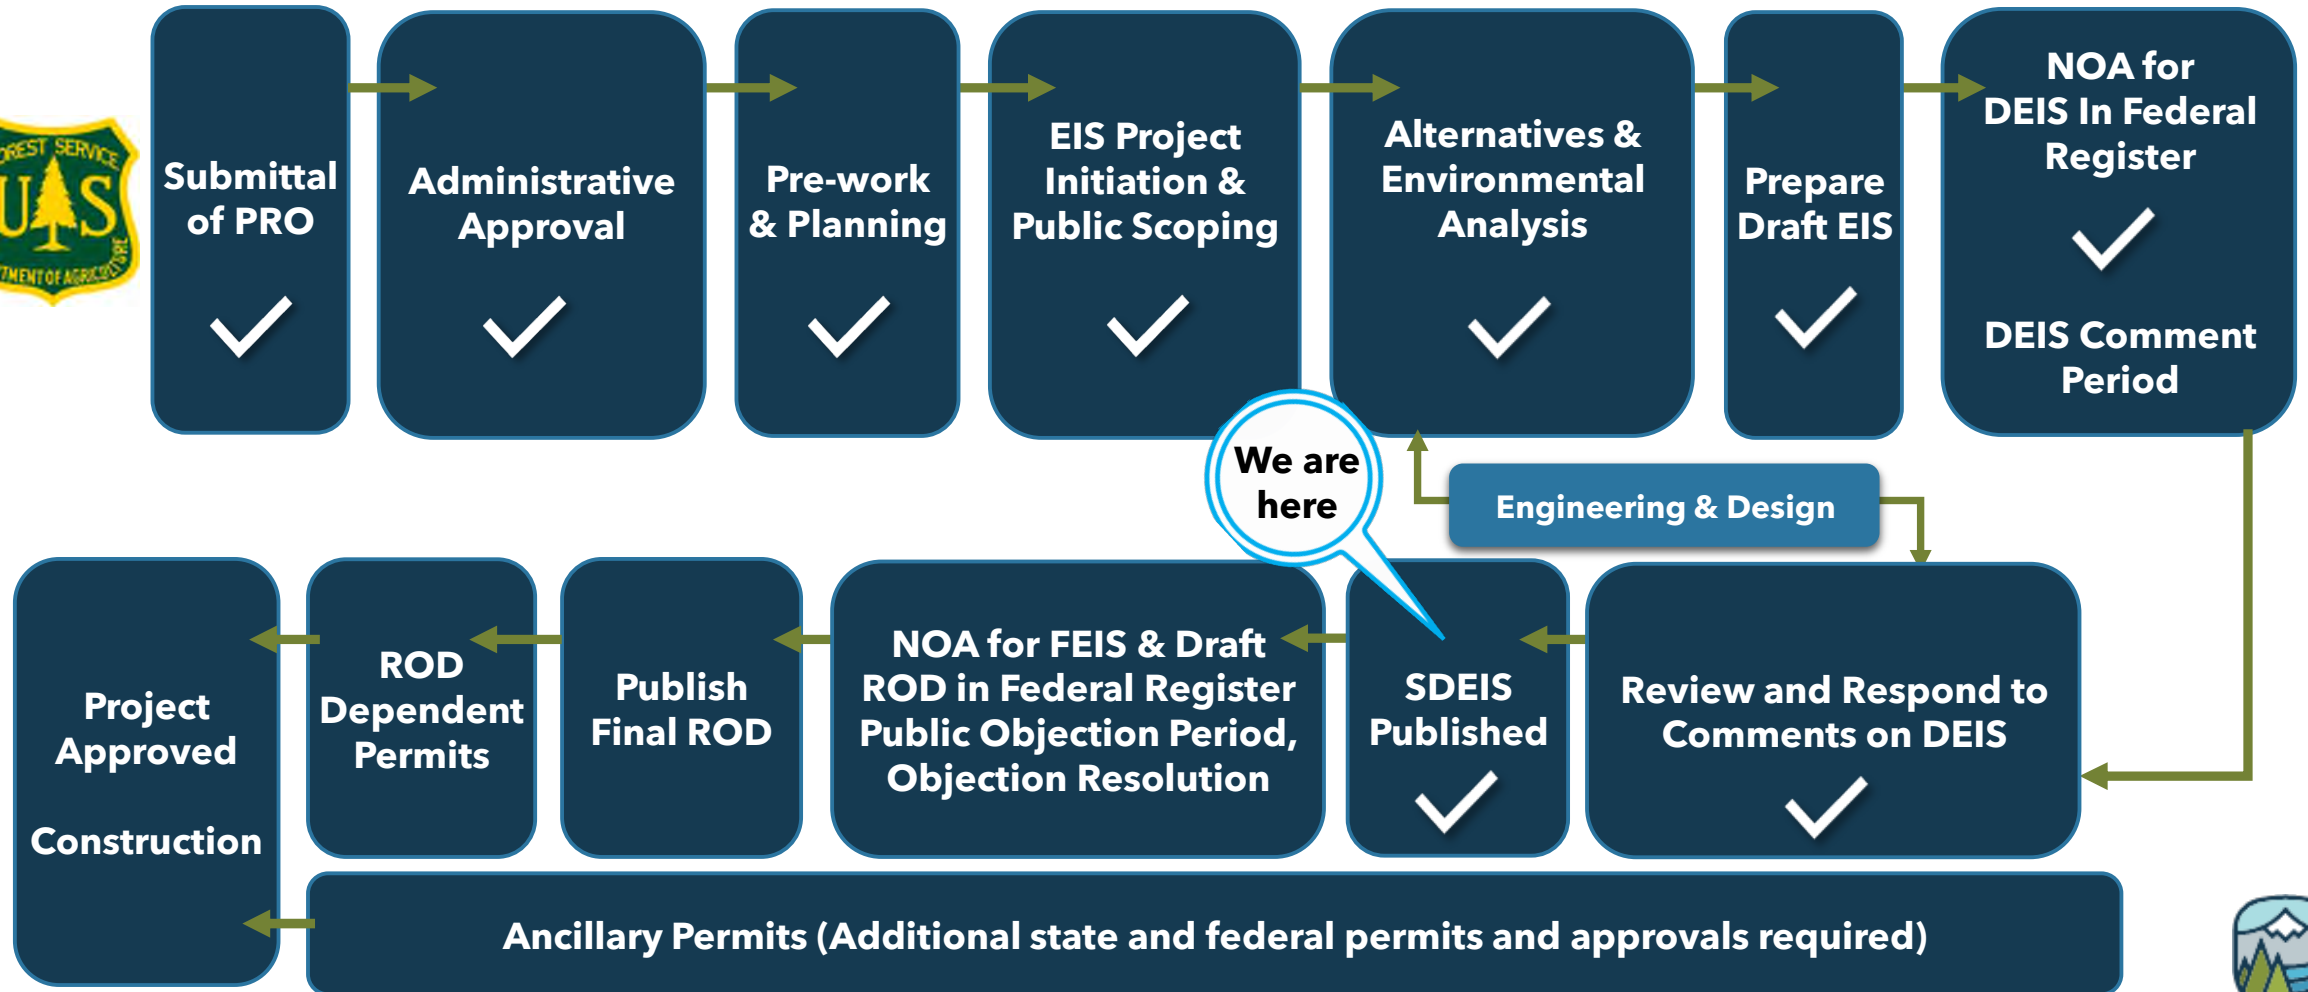 FOREST SERVICE
UAS
Submittal
of PRO
Administrative
Approval
Pre-work
& Planning
EIS Project
Initiation &
Public Scoping
Alternatives &
Environmental
Analysis
Prepare
Draft EIS
NOA for
DEIS In Federal
Register
DEIS Comment
Period
We are
here
Engineering & Design
Review and Respond to
Comments on DEIS
SDEIS
Published
NOA for FEIS & Draft
ROD in Federal Register
Public Objection Period,
Objection Resolution
Publish
Final ROD
ROD
Dependent
Permits
Project
Approved
Construction
Ancillary Permits (Additional state and federal permits and approvals required)